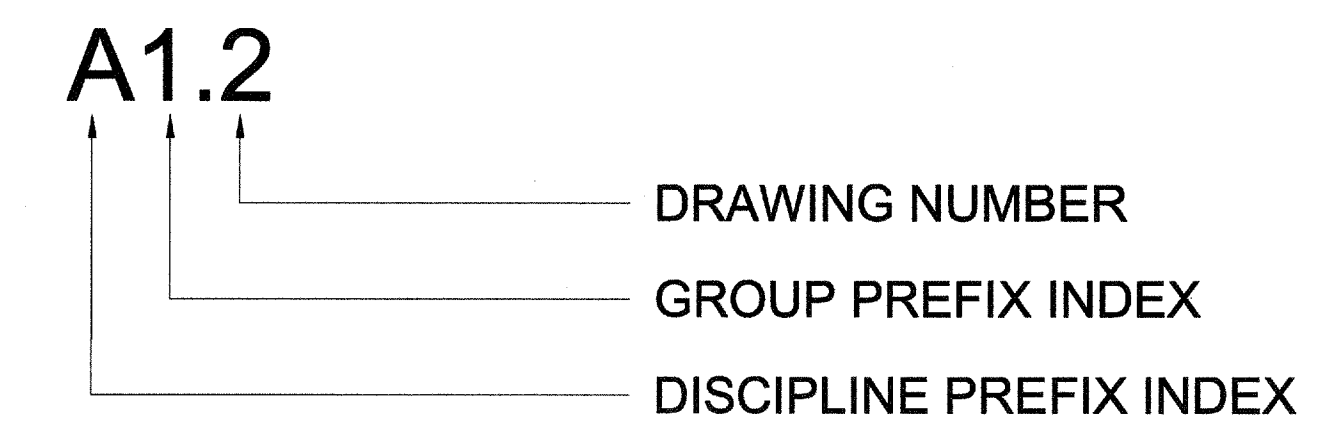 A1.2
DRAWING NUMBER
GROUP PREFIX INDEX
DISCIPLINE PREFIX INDEX